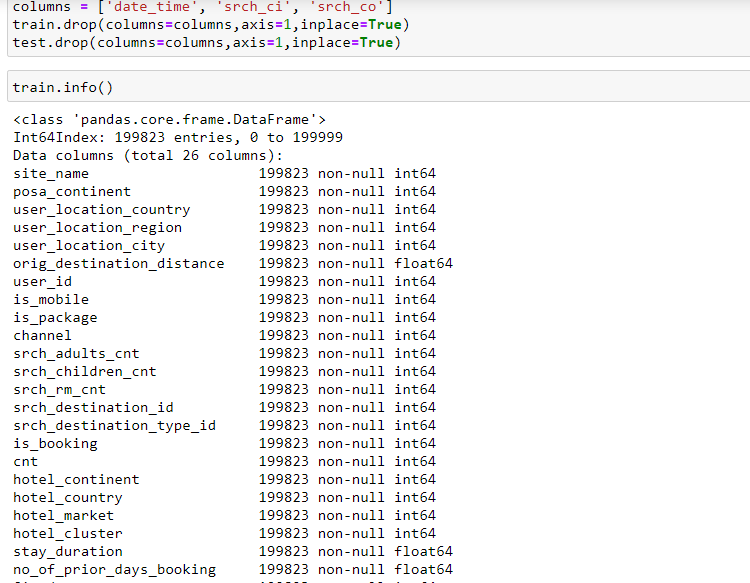 columns = ['date_time', 'srch_ci', 'srch_co']
train.drop(columns=columns,axis=1,inplace=True)
test.drop(columns=columns,axis=1,inplace=True)
train.info()
<class 'pandas.core.frame.DataFrame'>
Int64Index: 199823 entries, 0 to 199999
Data columns (total 26 columns):
site_name 199823 non-null int64
posa_continent 199823 non-null int64
user_location_country 199823 non-null int64
user_location_region 199823 non-null int64
user_location_city 199823 non-null int64
orig_destination_distance 199823 non-null float64
user_id 199823 non-null int64
is_mobile 199823 non-null int64
is_package 199823 non-null int64
channel 199823 non-null int64
srch_adults_cnt 199823 non-null int64
srch_children_cnt 199823 non-null int64
srch_rm_cnt 199823 non-null int64
srch_destination_id 199823 non-null int64
srch_destination_type_id 199823 non-null int64
is_booking 199823 non-null int64
cnt 199823 non-null int64
hotel_continent 199823 non-null int64
hotel_country 199823 non-null int64
hotel_market 199823 non-null int64
hotel_cluster 199823 non-null int64
stay_duration 199823 non-null float64
no_of_prior_days_booking 199823 non-null float64